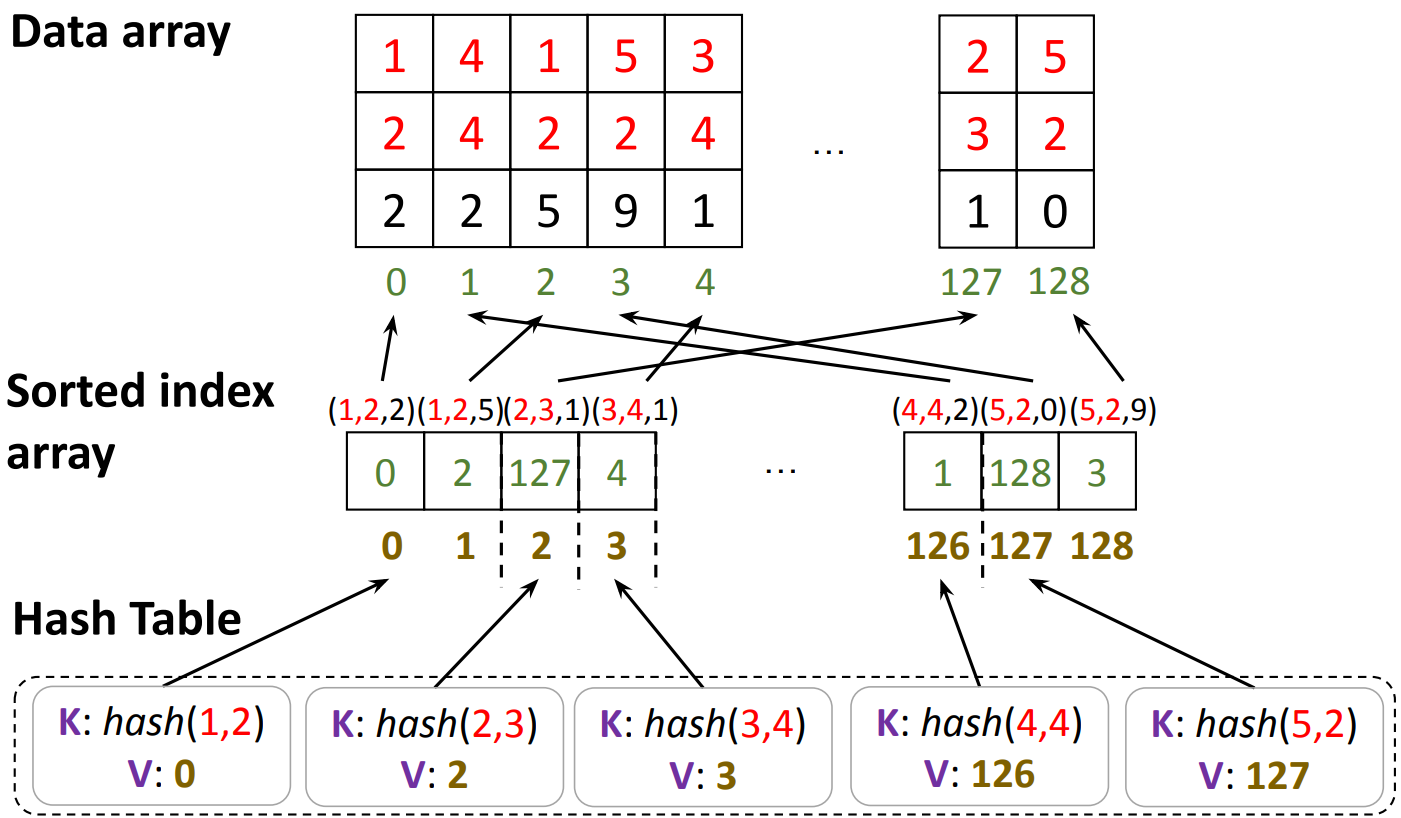 Data array
1 4 1 5 3 2 5
2 4 2 2 4 ... 3 2
2 2 5 9 1 1 0
0 1 2 3 4 127 128
Sorted index array
(1,2,2)(1,2,5)(2,3,1)(3,4,1) (4,4,2)(5,2,0)(5,2,9)
0 2 127 4 ... 1 128 3
0 1 2 3 126 127 128
Hash Table
K: hash(1,2) K: hash(2,3) K: hash(3,4) K: hash(4,4) K: hash(5,2)
V: 0 V: 2 V: 3 V: 126 V: 127